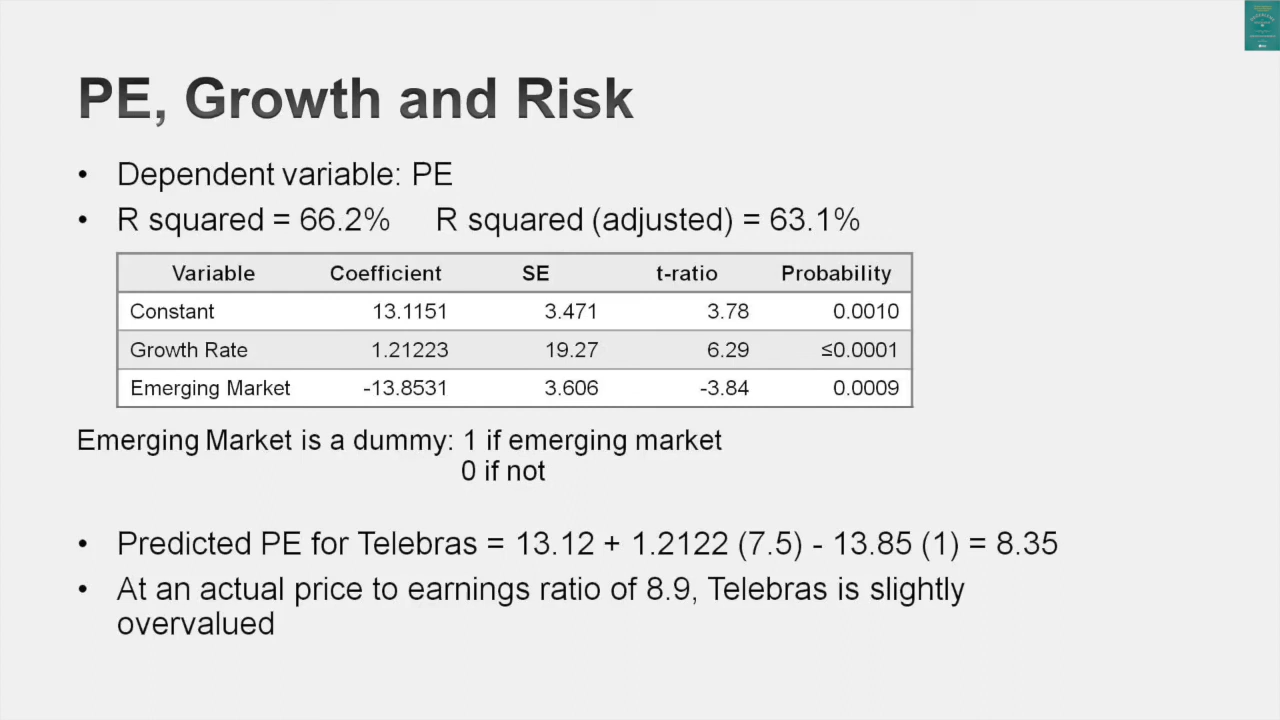 PE, Growth and Risk
• Dependent variable: PE
• R squared = 66.2% R squared (adjusted) = 63.1%
Variable Coefficient SE t-ratio Probability
Constant 13.1151 3.471 3.78 0.0010
Growth Rate 1.21223 19.27 6.29 ≤0.0001
Emerging Market -13.8531 3.606 -3.84 0.0009
Emerging Market is a dummy: 1 if emerging market
0 if not
• Predicted PE for Telebras = 13.12 + 1.2122 (7.5) - 13.85 (1) = 8.35
• At an actual price to earnings ratio of 8.9, Telebras is slightly
overvalued